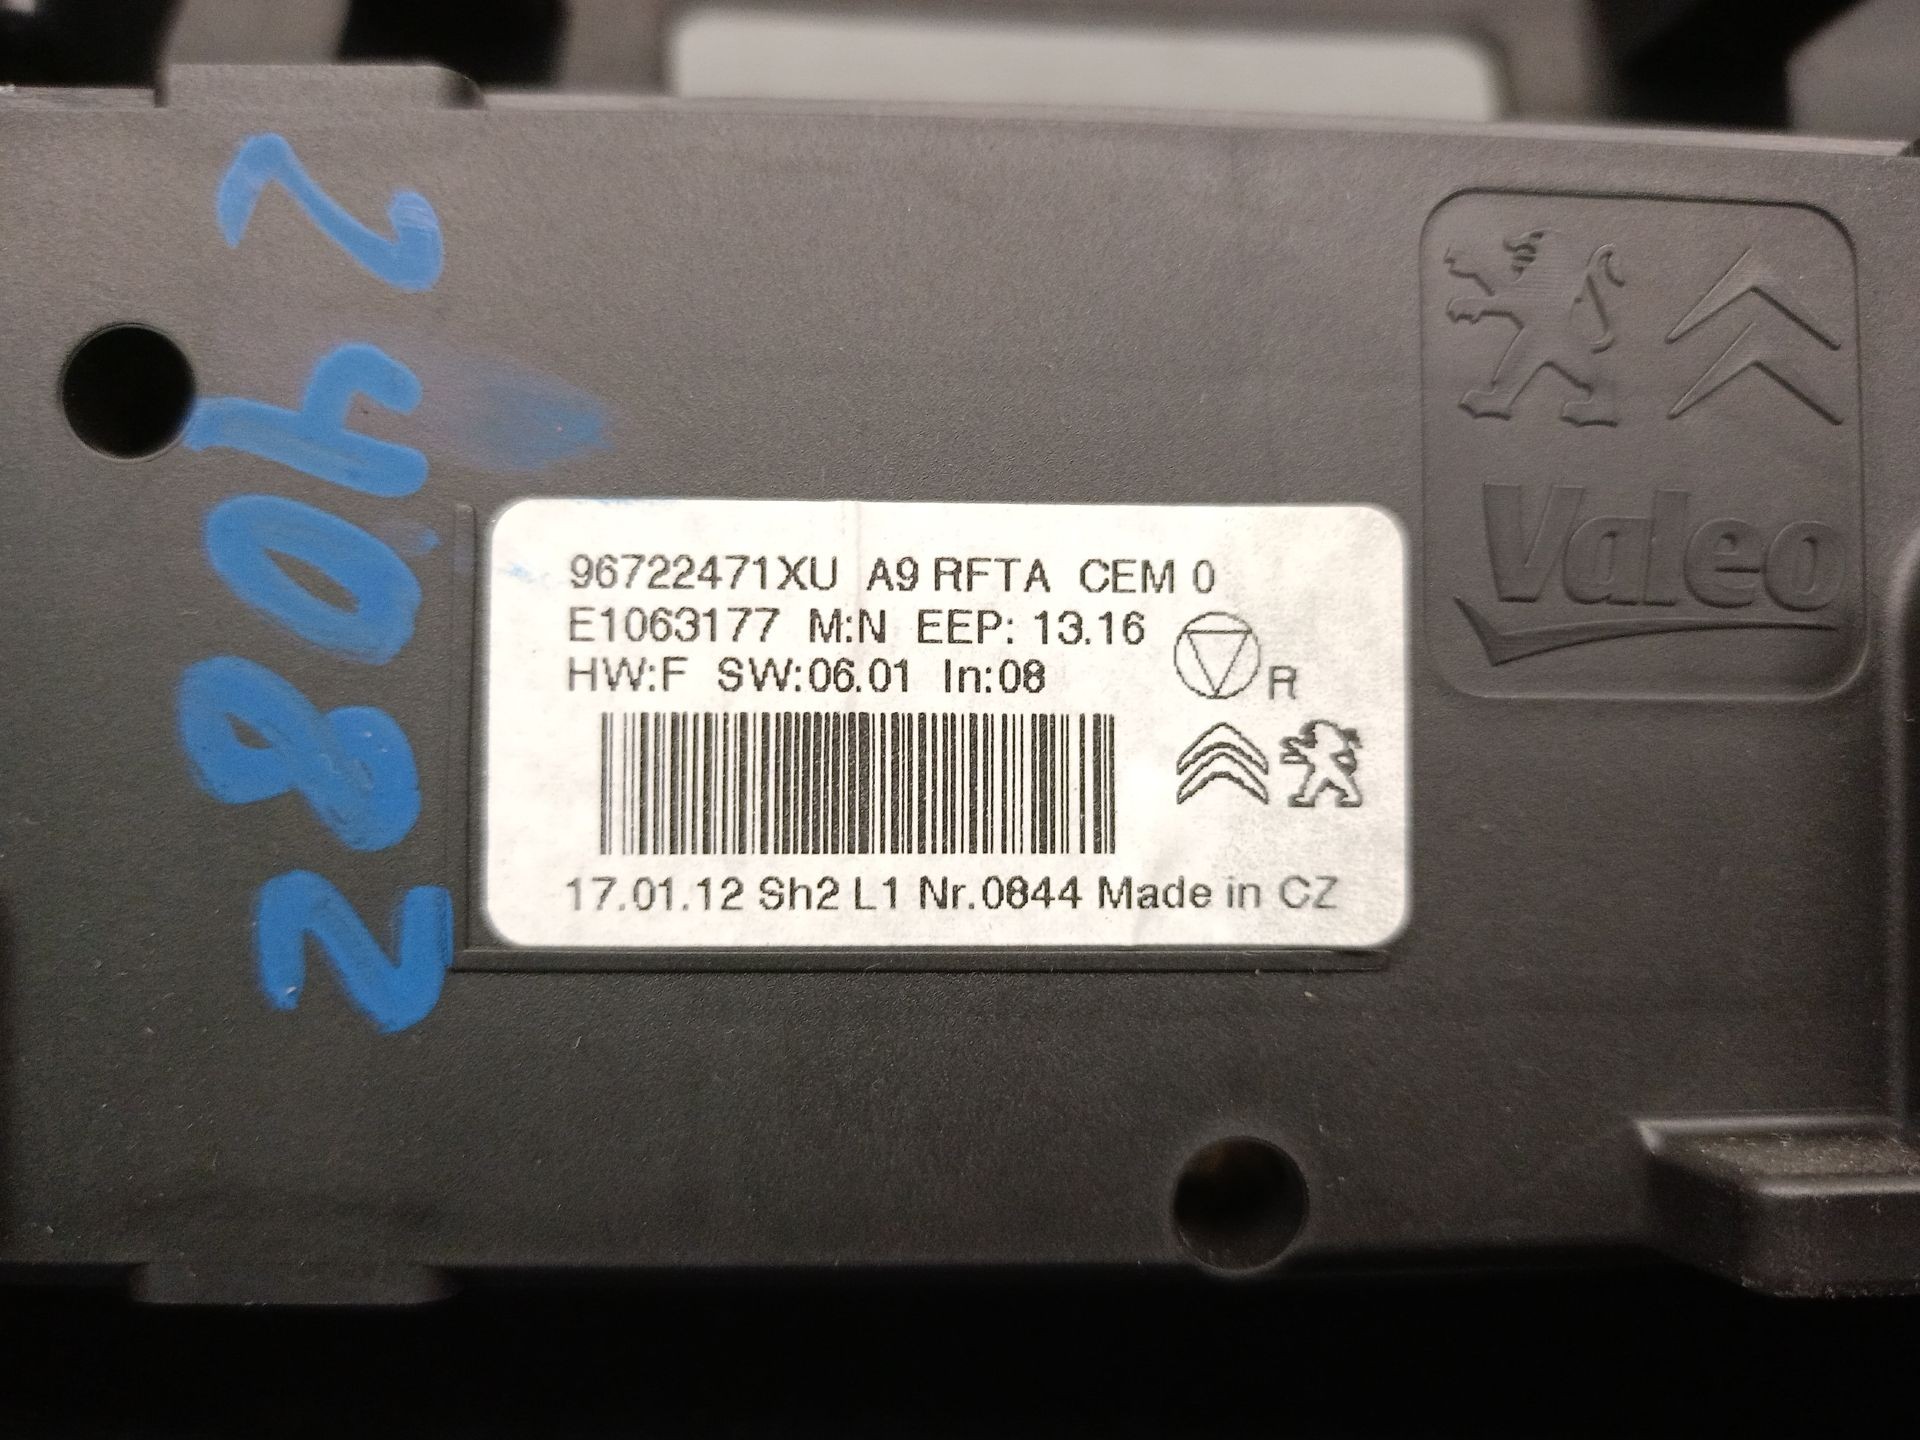 24082
Valeo
96722471XU A9 RFTA CEM 0
E1063177 M:N EEP: 13.16
HW:F SW:06.01 In:08
R
17.01.12 Sh2 L1 Nr.0844 Made in CZ